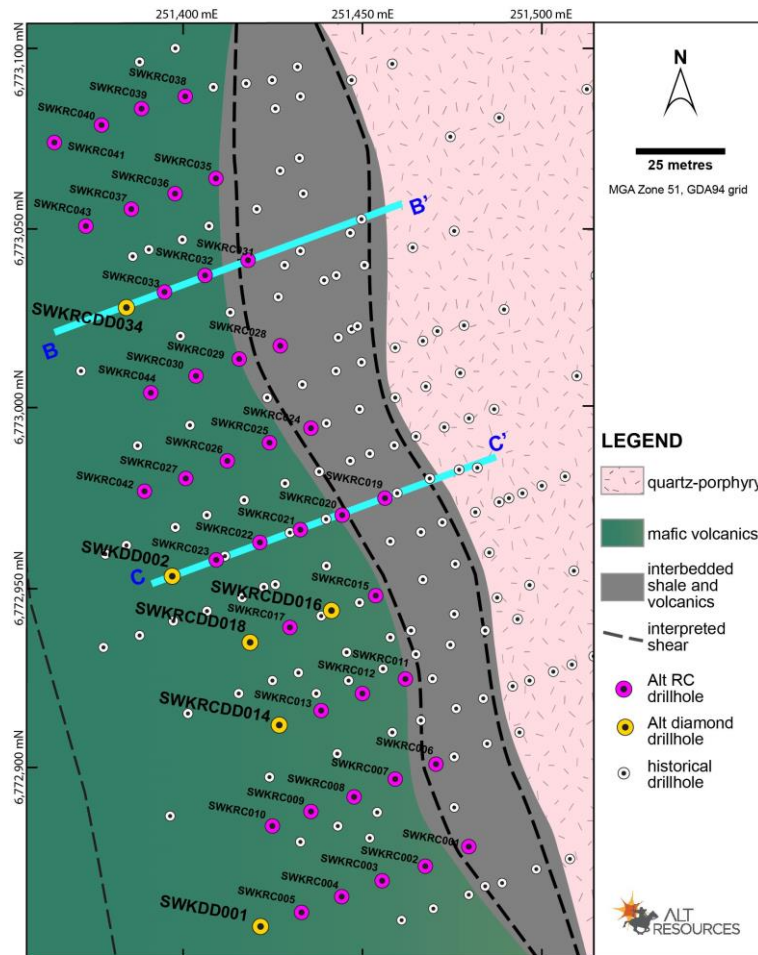 251,400 mE
251,450 mE
251,500 mE
6,773,100 mN
6,773,050 mN
6,773,000 mN
6,772,950 mN
6,772,900 mN
SWKRC038
SWKRC039
SWKRC040
SWKRC041
SWKRC035
SWKRC036
SWKRC037
SWKRC043
B'
SWKRC031
SWKRC032
SWKRC033
SWKRCDD034
B
SWKRC028
SWKRC029
SWKRC030
SWKRC044
SWKRC024
SWKRC025
SWKRC026
SWKRC027
SWKRC042
C'
SWKRC019
SWKRC020
SWKRC021
SWKRC022
SWKRC023
SWKDD002
C
SWKRC015
SWKRCDD016
SWKRC017
SWKRCDD018
SWKRC011
SWKRC012
SWKRC013
SWKRCDD014
SWKRC006
SWKRC007
SWKRC008
SWKRC009
SWKRC010
SWKRC001
SWKRC002
SWKRC003
SWKRC004
SWKRC005
SWKDD001
N
25 metres
MGA Zone 51, GDA94 grid
LEGEND
quartz-porphyry
mafic volcanics
interbedded
shale and
volcanics
interpreted
shear
Alt RC
drillhole
Alt diamond
drillhole
historical
drillhole
ALT
RESOURCES